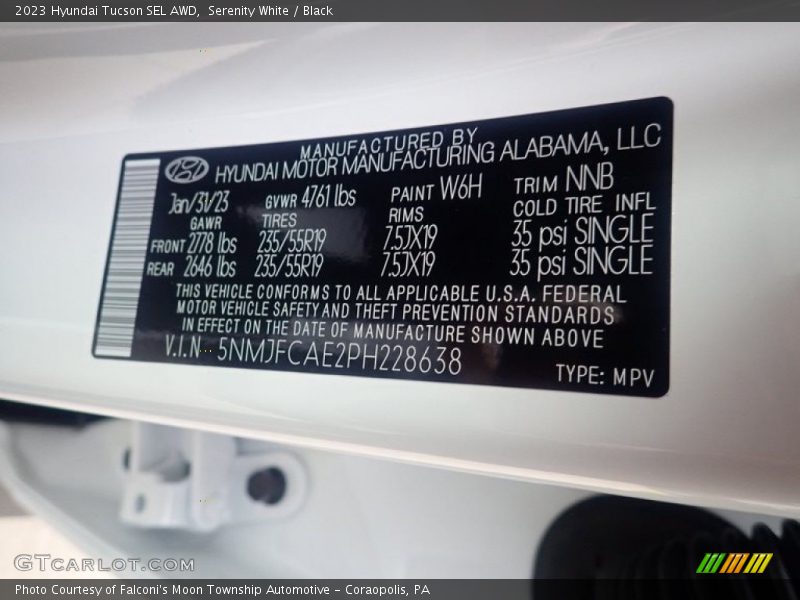 2023 Hyundai Tucson SEL AWD, Serenity White / Black
MANUFACTURED BY
HYUNDAI MOTOR MANUFACTURING ALABAMA, LLC
Jan/31/23 GVWR 4761 lbs PAINT W6H TRIM NNB
GAWR TIRES RIMS COLD TIRE INFL
FRONT 2778 lbs 235/55R19 7.5JX19 35 psi SINGLE
REAR 2646 lbs 235/55R19 7.5JX19 35 psi SINGLE
THIS VEHICLE CONFORMS TO ALL APPLICABLE U.S.A. FEDERAL
MOTOR VEHICLE SAFETY AND THEFT PREVENTION STANDARDS
IN EFFECT ON THE DATE OF MANUFACTURE SHOWN ABOVE
V.I.N 5NMJFCAE2PH228638
TYPE: MPV
GTCARLOT.COM
Photo Courtesy of Falconi's Moon Township Automotive - Coraopolis, PA